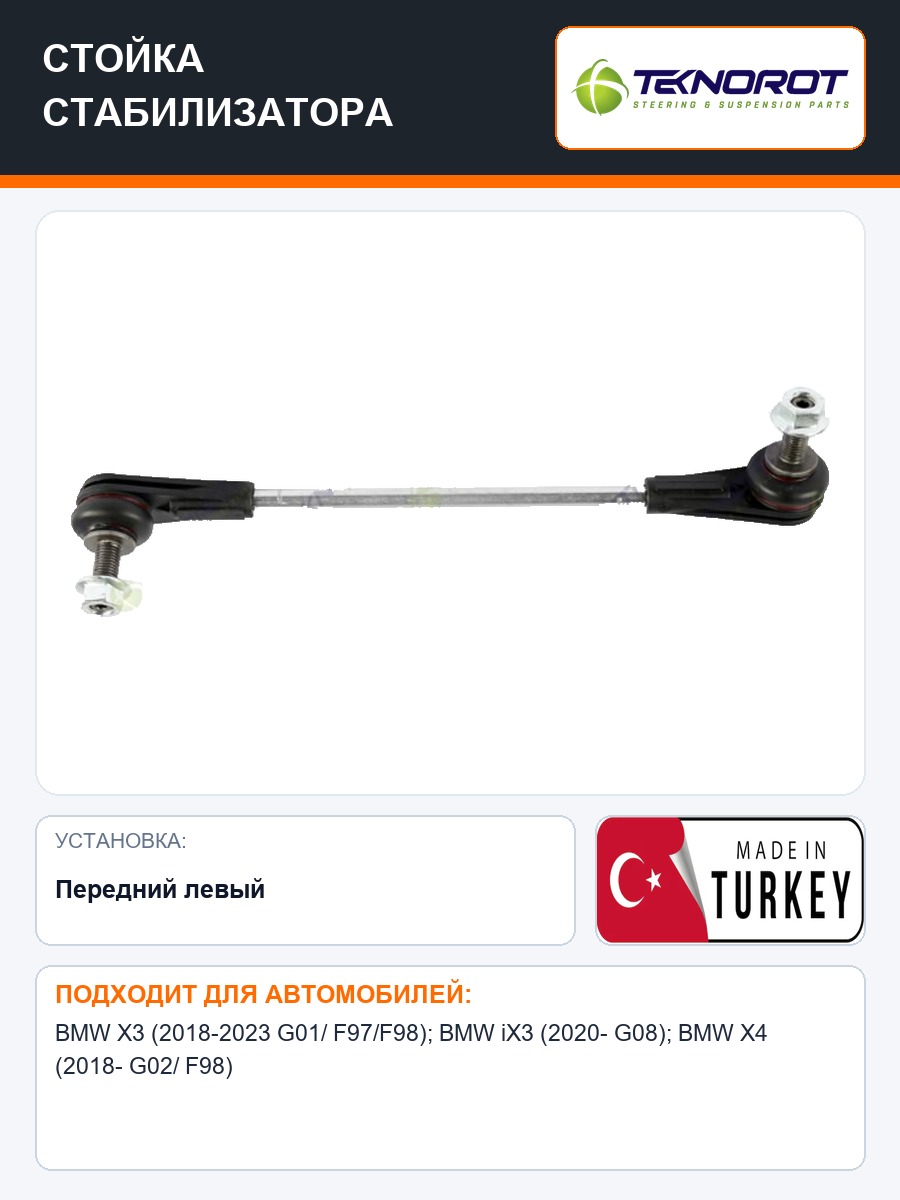 СТОЙКА
СТАБИЛИЗАТОРА
TEKNOROT
STEERING & SUSPENSION PARTS
УСТАНОВКА:
Передний левый
MADE IN
TURKEY
ПОДХОДИТ ДЛЯ АВТОМОБИЛЕЙ:
BMW X3 (2018-2023 G01/ F97/F98); BMW iX3 (2020- G08); BMW X4
(2018- G02/ F98)